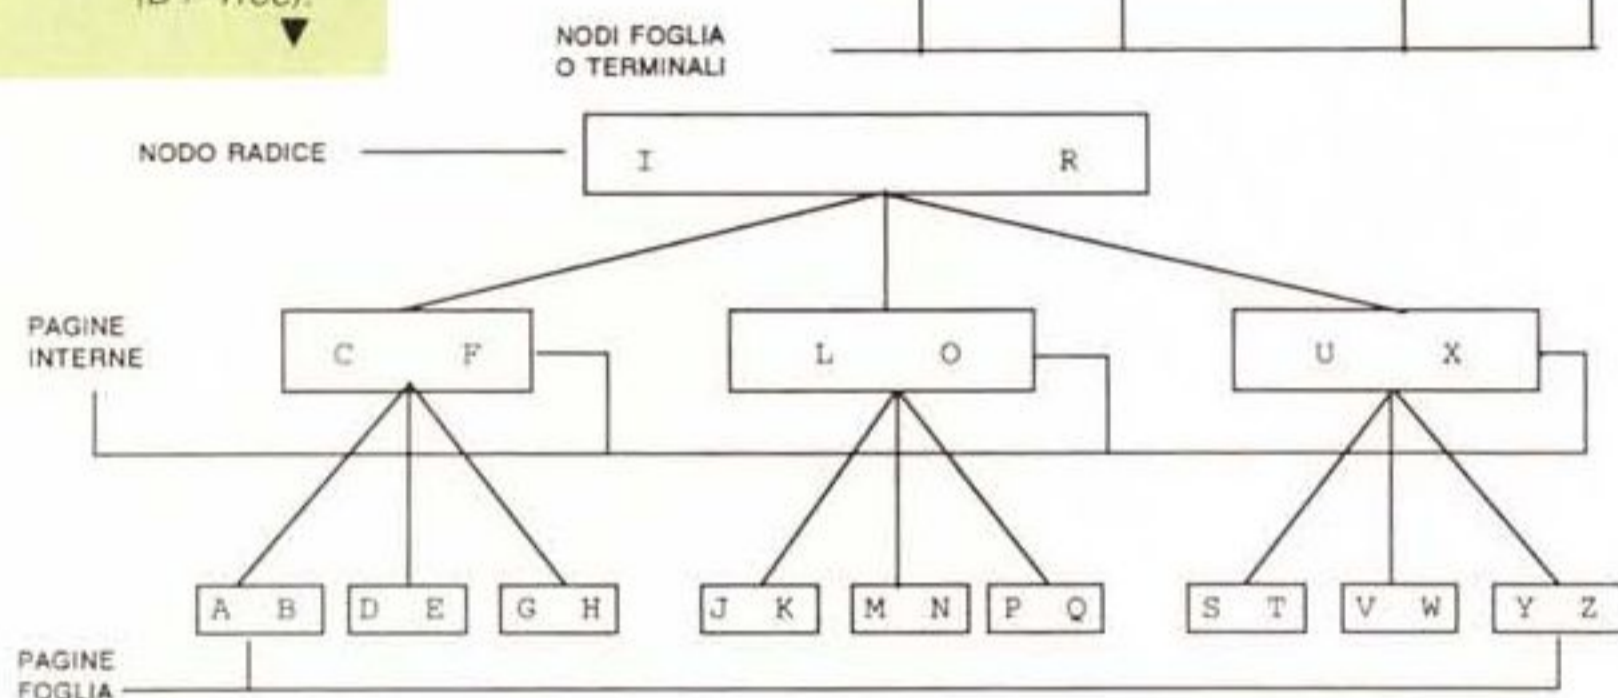 NODI FOGLIA
O TERMINALI
NODO RADICE
I R
PAGINE
INTERNE
C F
L O
U X
A B
D E
G H
J K
M N
P Q
S T
V W
Y Z
PAGINE
FOGLIA